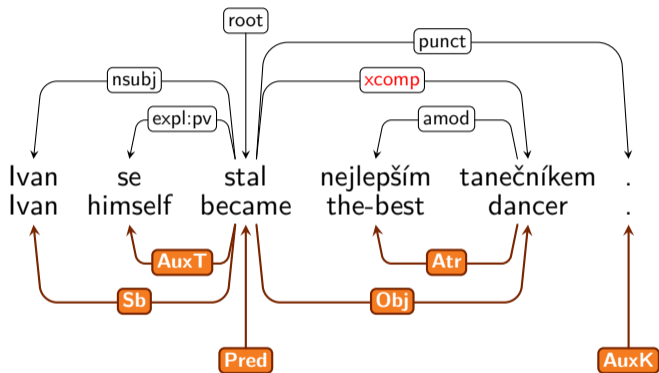 root
punct
nsubj
xcomp
expl:pv
amod
Ivan se stal nejlepším tanečníkem .
Ivan himself became the-best dancer .
AuxT
Atr
Sb
Obj
Pred
AuxK